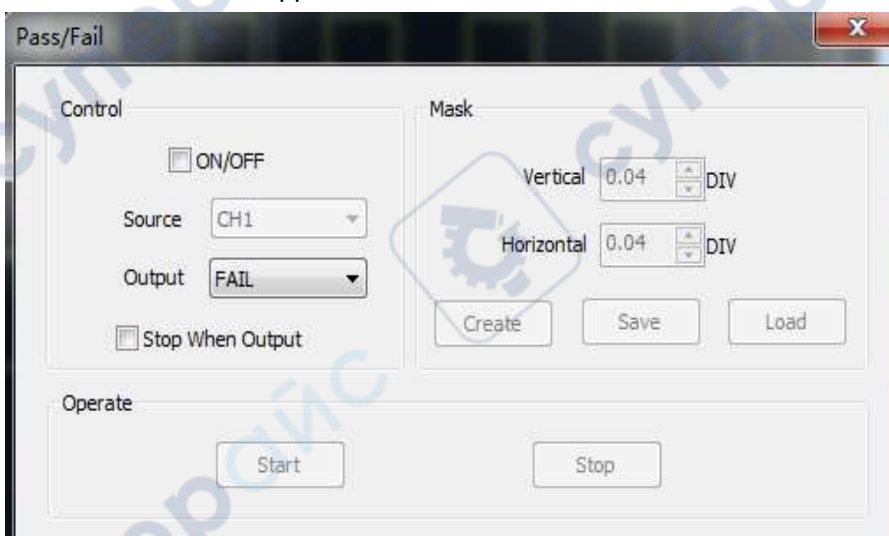 Pass/Fail
Control
ON/OFF
Source CH1
Output FAIL
Stop When Output
Mask
Vertical 0.04 DIV
Horizontal 0.04 DIV
Create Save Load
Operate
Start Stop